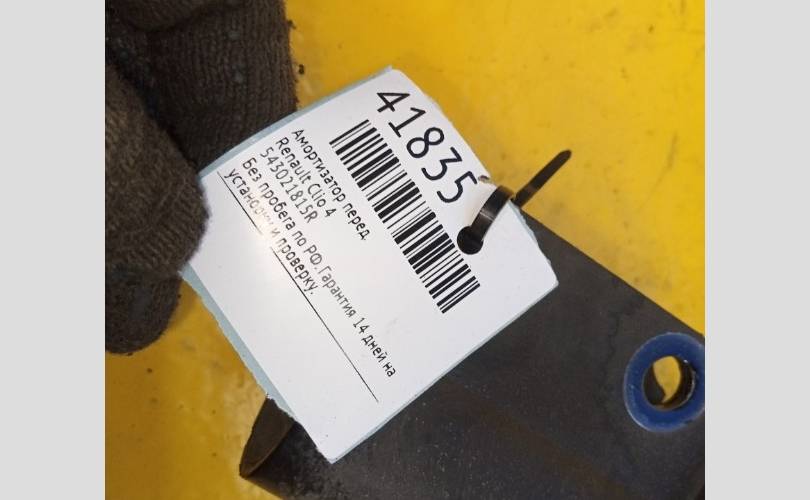 41835
Амортизатор перед.
Renault Clio 4
543021815R
Без пробега по РФ. Гарантия 14 дней на
установку и проверку.